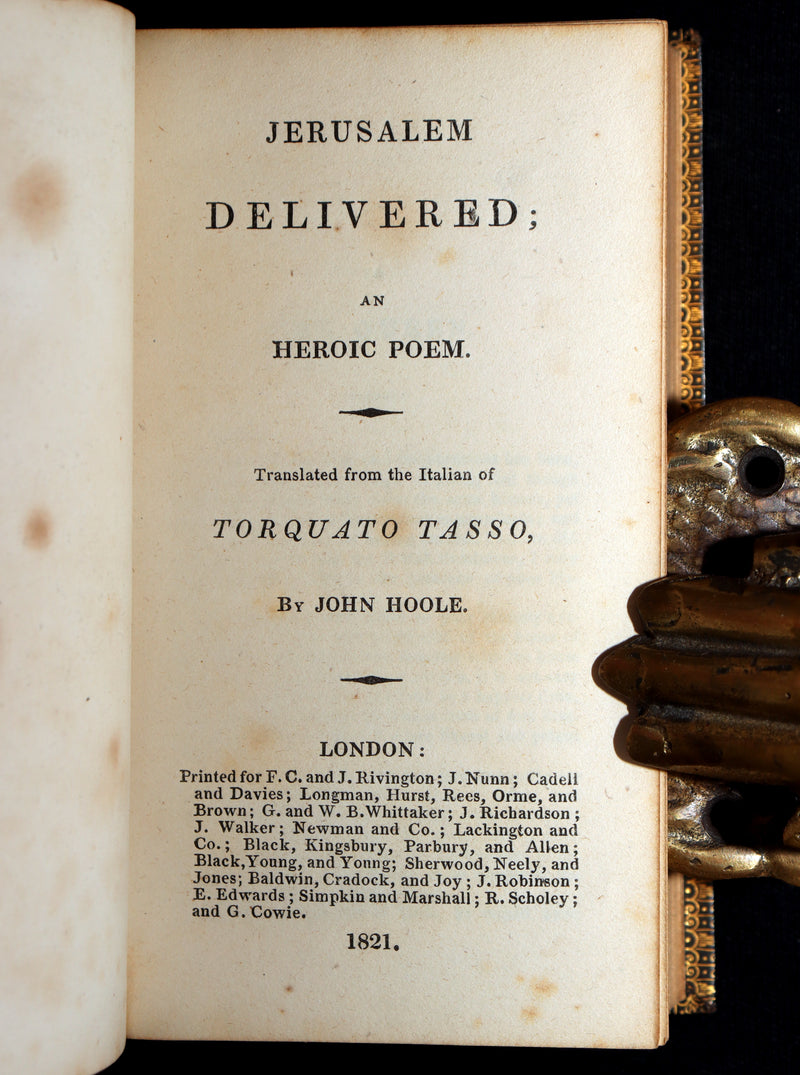 JERUSALEM
DELIVERED;
AN
HEROIC POEM.
Translated from the Italian of
TORQUATO TASSO,
By JOHN HOOLE.
LONDON:
Printed for F. C. and J. Rivington; J. Nunn; Cadell
and Davies; Longman, Hurst, Rees, Orme, and
Brown; G. and W. B. Whittaker; J. Richardson;
J. Walker; Newman and Co.; Lackington and
Co.; Black, Kingsbury, Parbury, and Allen;
Black, Young, and Young; Sherwood, Neely, and
Jones; Baldwin, Cradock, and Joy; J. Robinson;
E. Edwards; Simpkin and Marshall; R. Scholey;
and G. Cowie.
1821.